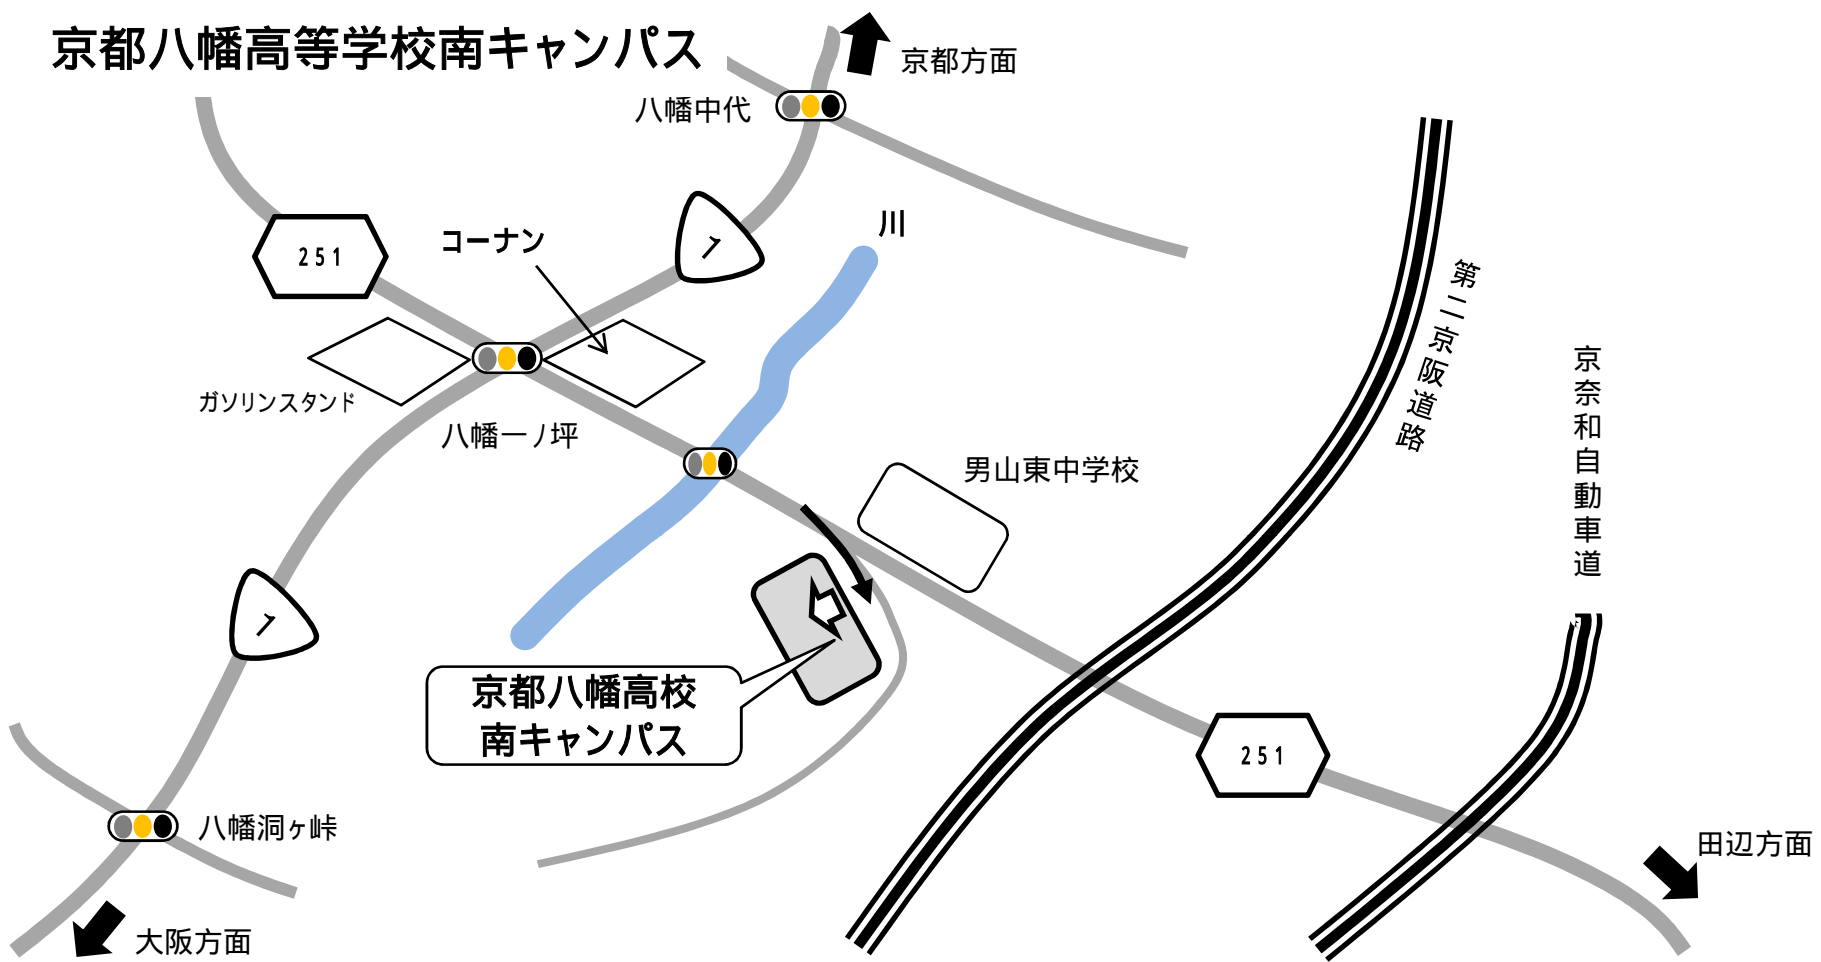 京都八幡高等学校南キャンパス
京都方面
八幡中代
川
コーナン
1
251
ガソリンスタンド
八幡一ノ坪
第二京阪道路
京奈和自動車道
男山東中学校
1
京都八幡高校
南キャンパス
251
八幡洞ヶ峠
田辺方面
大阪方面